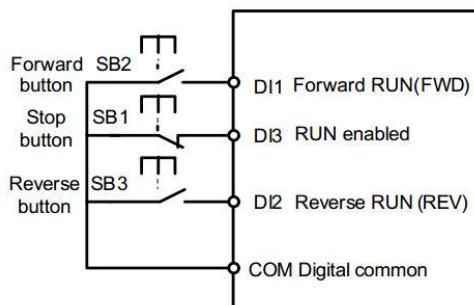 Forward button
SB2
DI1 Forward RUN(FWD)
Stop button
SB1
DI3 RUN enabled
Reverse button
SB3
DI2 Reverse RUN (REV)
COM Digital common